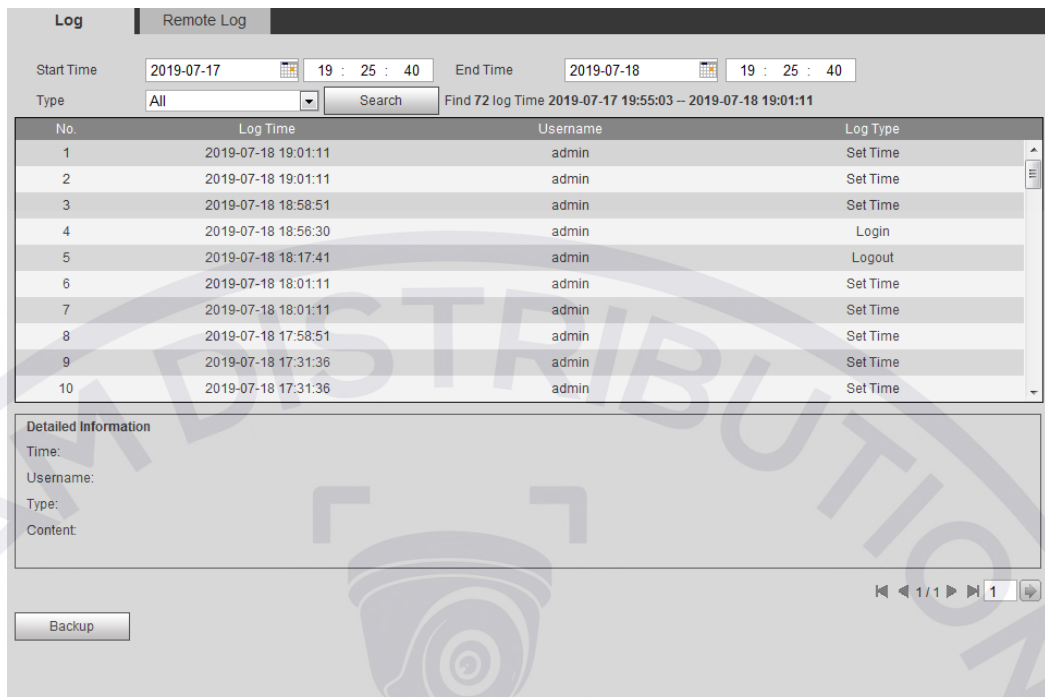 Log Remote Log
Start Time 2019-07-17 19 : 25 : 40 End Time 2019-07-18 19 : 25 : 40
Type All Search Find 72 log Time 2019-07-17 19:55:03 -- 2019-07-18 19:01:11
No. Log Time Username Log Type
1 2019-07-18 19:01:11 admin Set Time
2 2019-07-18 19:01:11 admin Set Time
3 2019-07-18 18:58:51 admin Set Time
4 2019-07-18 18:56:30 admin Login
5 2019-07-18 18:17:41 admin Logout
6 2019-07-18 18:01:11 admin Set Time
7 2019-07-18 18:01:11 admin Set Time
8 2019-07-18 17:58:51 admin Set Time
9 2019-07-18 17:31:36 admin Set Time
10 2019-07-18 17:31:36 admin Set Time
Detailed Information
Time:
Username:
Type:
Content:
1/1 1
Backup
AM DISTRIBUTION